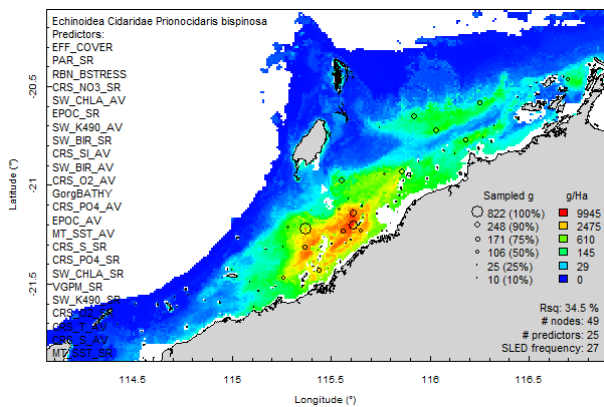 Echinoidea Cidaridae Prionocidaris bispinosa
Predictors:
EFF_COVER
PAR_SR
RBN_BSTRESS
CRS_NO3_SR
SW_CHLA_AV
EPOC_SR
SW_K490_AV
SW_BIR_SR
CRS_SI_AV
SW_BIR_AV
CRS_O2_AV
GorgBATHY
CRS_PO4_AV
EPOC_AV
MT_SST_AV
CRS_S_SR
CRS_PO4_SR
SW_CHLA_SR
VGPM_SR
SW_K490_SR
CRS_O2_SR
CRS_T_AV
CRS_S_AV
MT_SST_SR
Sampled g g/Ha
822 (100%) 9945
248 (90%) 2475
171 (75%) 610
106 (50%) 145
25 (25%) 29
10 (10%) 0
Rsq: 34.5 %
# nodes: 49
# predictors: 25
SLED frequency: 27
Latitude (°)
-20.5
-21
-21.5
114.5 115 115.5 116 116.5
Longitude (°)